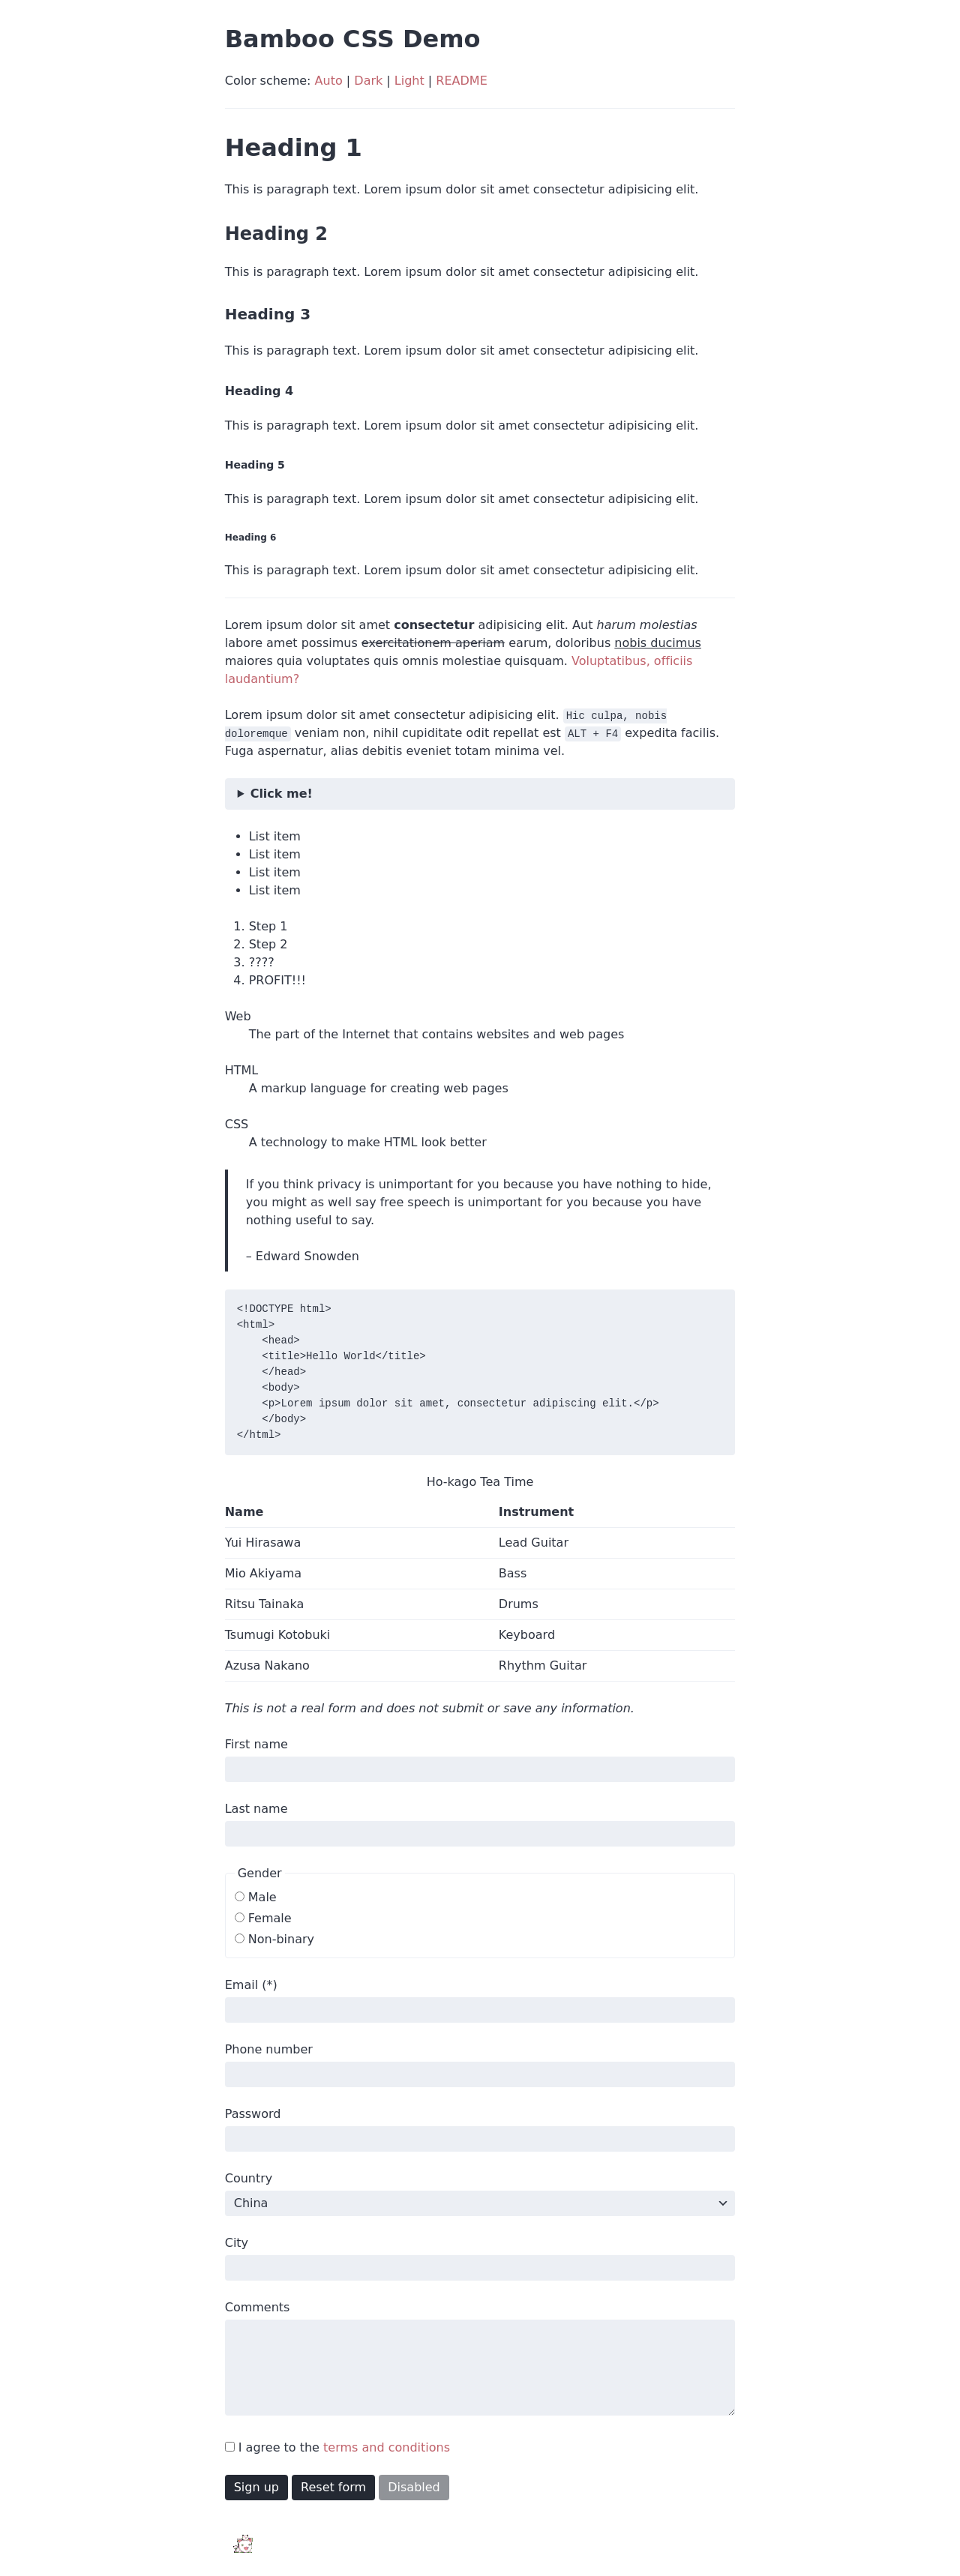 Bamboo CSS Demo
Color scheme: Auto | Dark | Light | README
Heading 1
This is paragraph text. Lorem ipsum dolor sit amet consectetur adipisicing elit.
Heading 2
This is paragraph text. Lorem ipsum dolor sit amet consectetur adipisicing elit.
Heading 3
This is paragraph text. Lorem ipsum dolor sit amet consectetur adipisicing elit.
Heading 4
This is paragraph text. Lorem ipsum dolor sit amet consectetur adipisicing elit.
Heading 5
This is paragraph text. Lorem ipsum dolor sit amet consectetur adipisicing elit.
Heading 6
This is paragraph text. Lorem ipsum dolor sit amet consectetur adipisicing elit.
Lorem ipsum dolor sit amet consectetur adipisicing elit. Aut harum molestias
labore amet possimus exercitationem aperiam earum, doloribus nobis ducimus
maiores quia voluptates quis omnis molestiae quisquam. Voluptatibus, officiis
laudantium?
Lorem ipsum dolor sit amet consectetur adipisicing elit. Hic culpa, nobis
doloremque veniam non, nihil cupiditate odit repellat est ALT + F4 expedita facilis.
Fuga aspernatur, alias debitis eveniet totam minima vel.
Click me!
• List item
• List item
• List item
• List item
1. Step 1
2. Step 2
3. ????
4. PROFIT!!!
Web
The part of the Internet that contains websites and web pages
HTML
A markup language for creating web pages
CSS
A technology to make HTML look better
If you think privacy is unimportant for you because you have nothing to hide,
you might as well say free speech is unimportant for you because you have
nothing useful to say.
– Edward Snowden
<!DOCTYPE html>
<html>
    <head>
    <title>Hello World</title>
    </head>
    <body>
    <p>Lorem ipsum dolor sit amet, consectetur adipiscing elit.</p>
    </body>
</html>
Ho-kago Tea Time
Name Instrument
Yui Hirasawa Lead Guitar
Mio Akiyama Bass
Ritsu Tainaka Drums
Tsumugi Kotobuki Keyboard
Azusa Nakano Rhythm Guitar
This is not a real form and does not submit or save any information.
First name
Last name
Gender
Male
Female
Non-binary
Email (*)
Phone number
Password
Country
China
City
Comments
I agree to the terms and conditions
Sign up Reset form Disabled